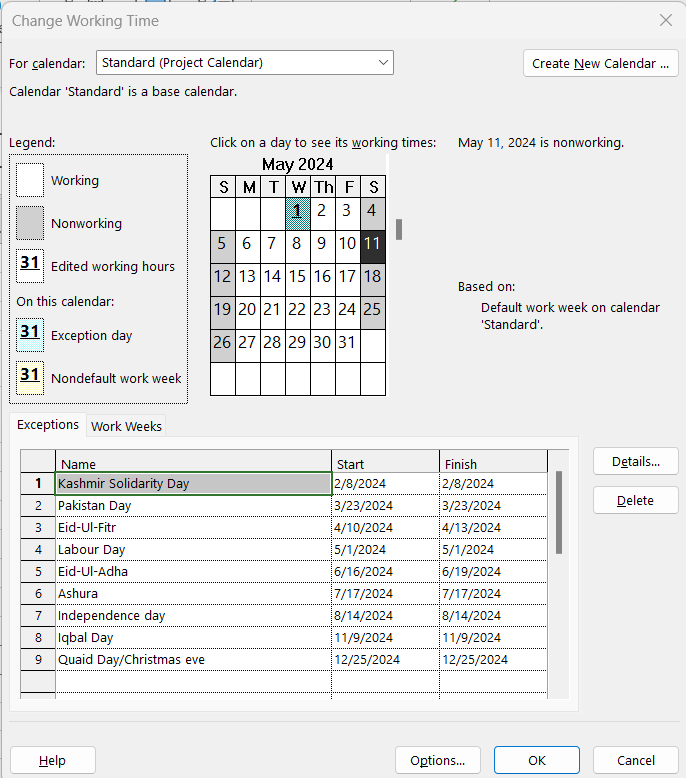 Change Working Time
For calendar: Standard (Project Calendar)
Create New Calendar ...
Calendar 'Standard' is a base calendar.
Legend:
Working
Nonworking
31 Edited working hours
On this calendar:
31 Exception day
31 Nondefault work week
Click on a day to see its working times:
May 2024
S M T W Th F S
1 2 3 4
5 6 7 8 9 10 11
12 13 14 15 16 17 18
19 20 21 22 23 24 25
26 27 28 29 30 31
May 11, 2024 is nonworking.
Based on:
Default work week on calendar
'Standard'.
Exceptions Work Weeks
Name Start Finish
1 Kashmir Solidarity Day 2/8/2024 2/8/2024
2 Pakistan Day 3/23/2024 3/23/2024
3 Eid-Ul-Fitr 4/10/2024 4/13/2024
4 Labour Day 5/1/2024 5/1/2024
5 Eid-Ul-Adha 6/16/2024 6/19/2024
6 Ashura 7/17/2024 7/17/2024
7 Independence day 8/14/2024 8/14/2024
8 Iqbal Day 11/9/2024 11/9/2024
9 Quaid Day/Christmas eve 12/25/2024 12/25/2024
Details...
Delete
Help Options... OK Cancel